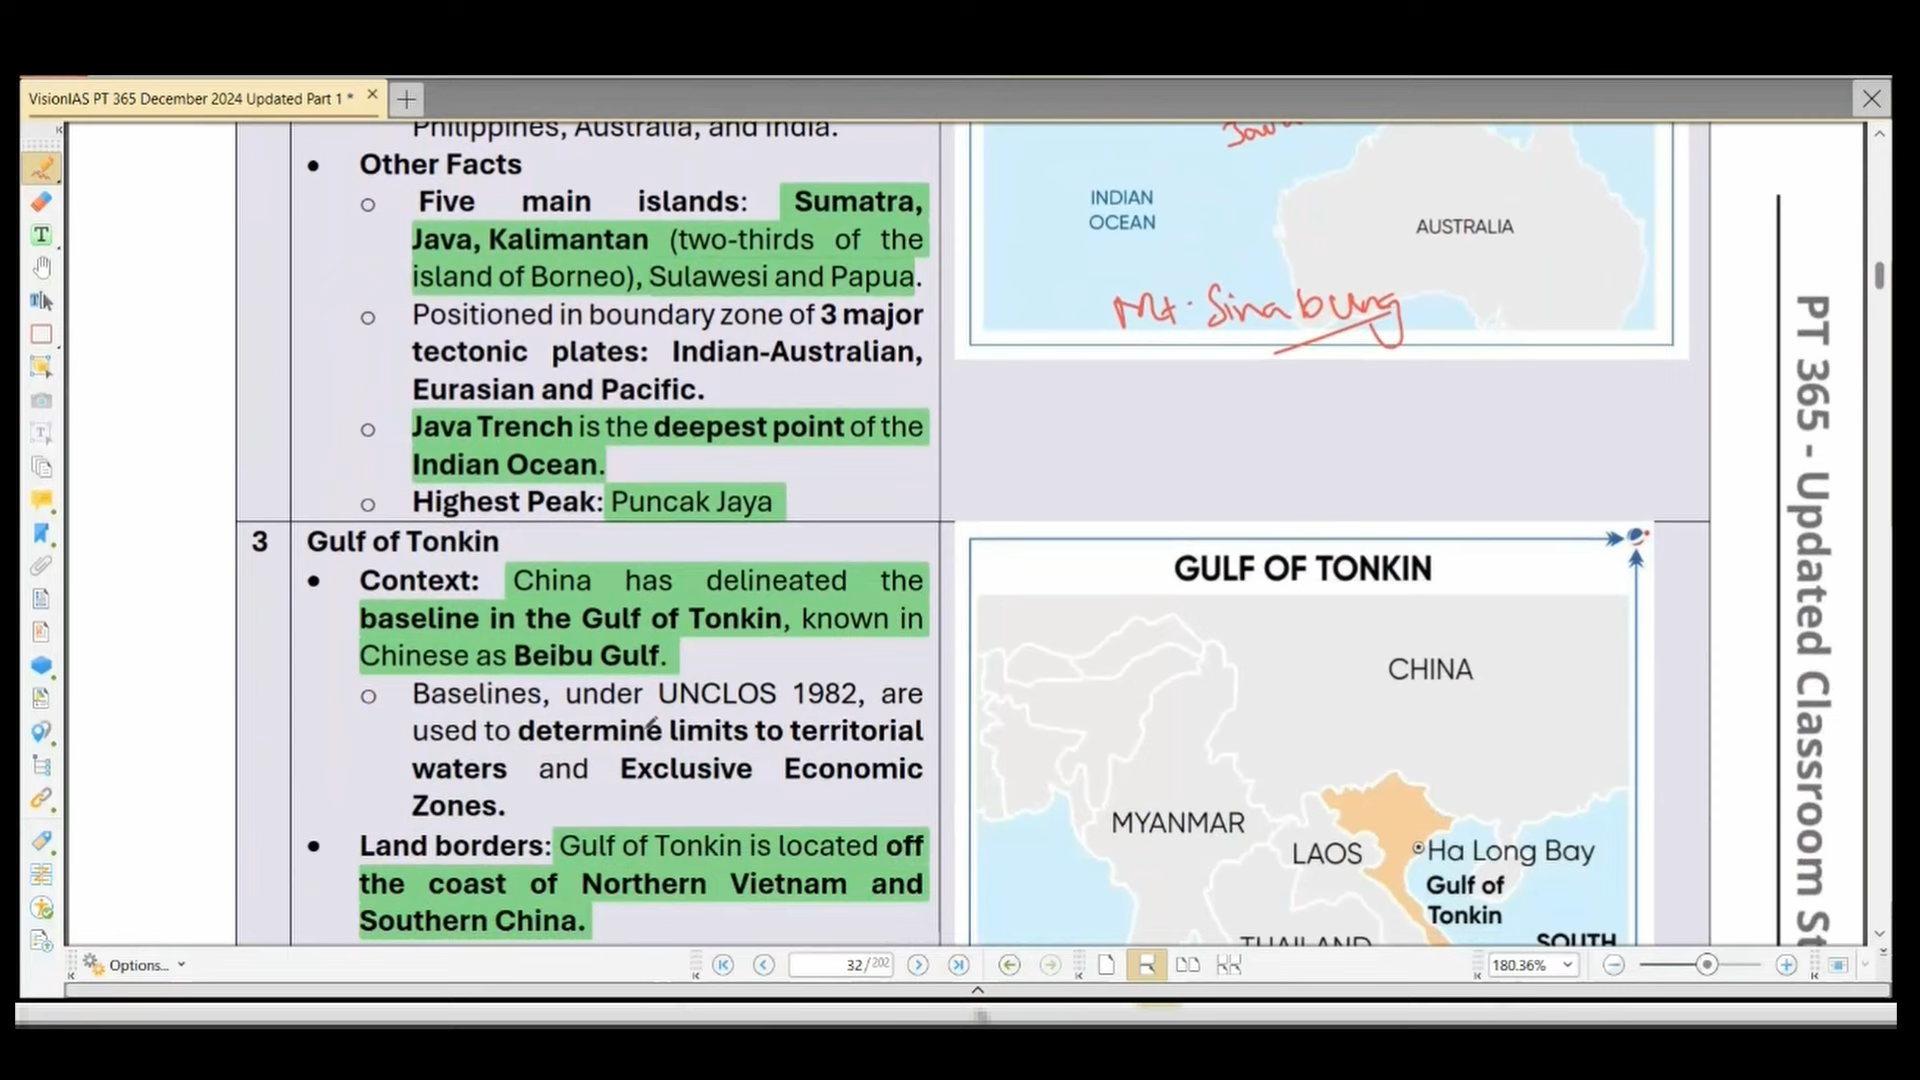 VisionIAS PT 365 December 2024 Updated Part 1 *
Philippines, Australia, and India.
• Other Facts
o Five main islands: Sumatra,
Java, Kalimantan (two-thirds of the
island of Borneo), Sulawesi and Papua.
o Positioned in boundary zone of 3 major
tectonic plates: Indian-Australian,
Eurasian and Pacific.
o Java Trench is the deepest point of the
Indian Ocean.
o Highest Peak: Puncak Jaya
INDIAN
OCEAN
AUSTRALIA
Mt. Sinabung
3 Gulf of Tonkin
• Context: China has delineated the
baseline in the Gulf of Tonkin, known in
Chinese as Beibu Gulf.
o Baselines, under UNCLOS 1982, are
used to determine limits to territorial
waters and Exclusive Economic
Zones.
• Land borders: Gulf of Tonkin is located off
the coast of Northern Vietnam and
Southern China.
GULF OF TONKIN
CHINA
MYANMAR
LAOS
Ha Long Bay
Gulf of
Tonkin
THAILAND
SOUTH
PT 365 - Updated Classroom St
Options...
32 / 202
180.36%